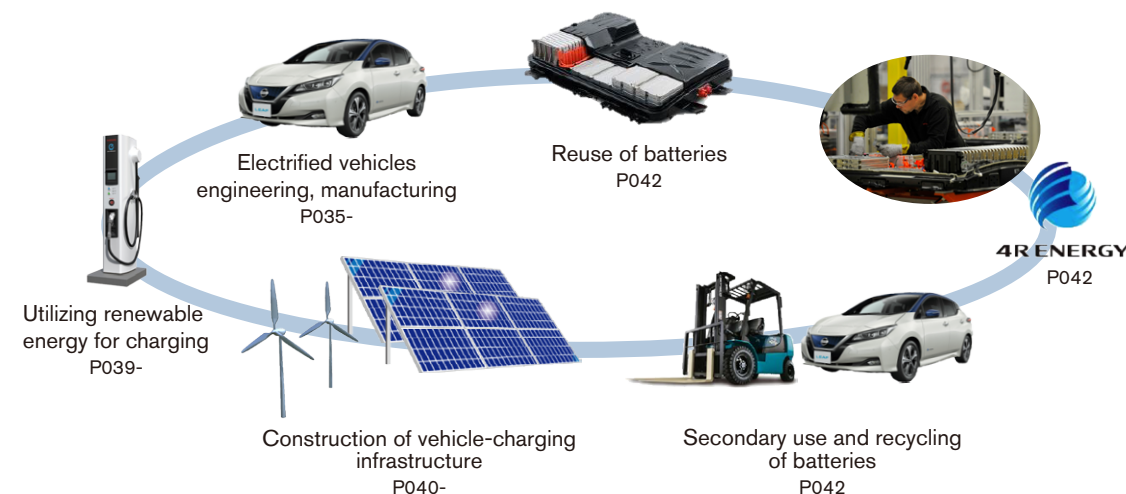 Electrified vehicles
engineering, manufacturing
P035-
Reuse of batteries
P042
4R ENERGY
P042
Utilizing renewable
energy for charging
P039-
Construction of vehicle-charging
infrastructure
P040-
Secondary use and recycling
of batteries
P042